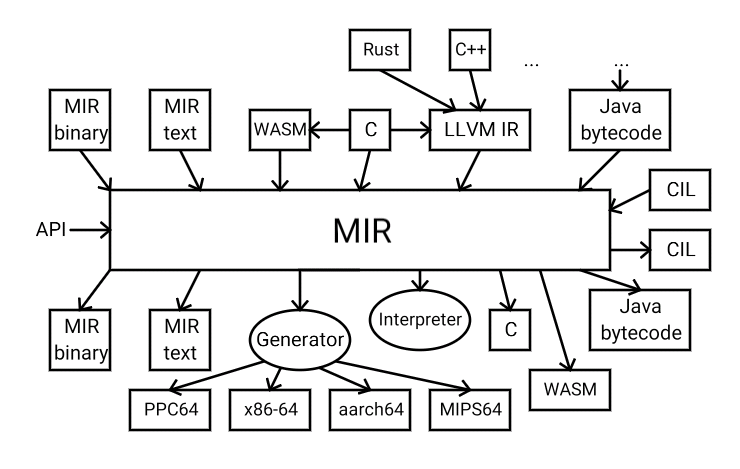 Rust
C++
...
...
MIR
binary
MIR
text
WASM
C
LLVM IR
Java
bytecode
CIL
API
MIR
CIL
MIR
binary
MIR
text
Generator
Interpreter
C
Java
bytecode
WASM
PPC64
x86-64
aarch64
MIPS64